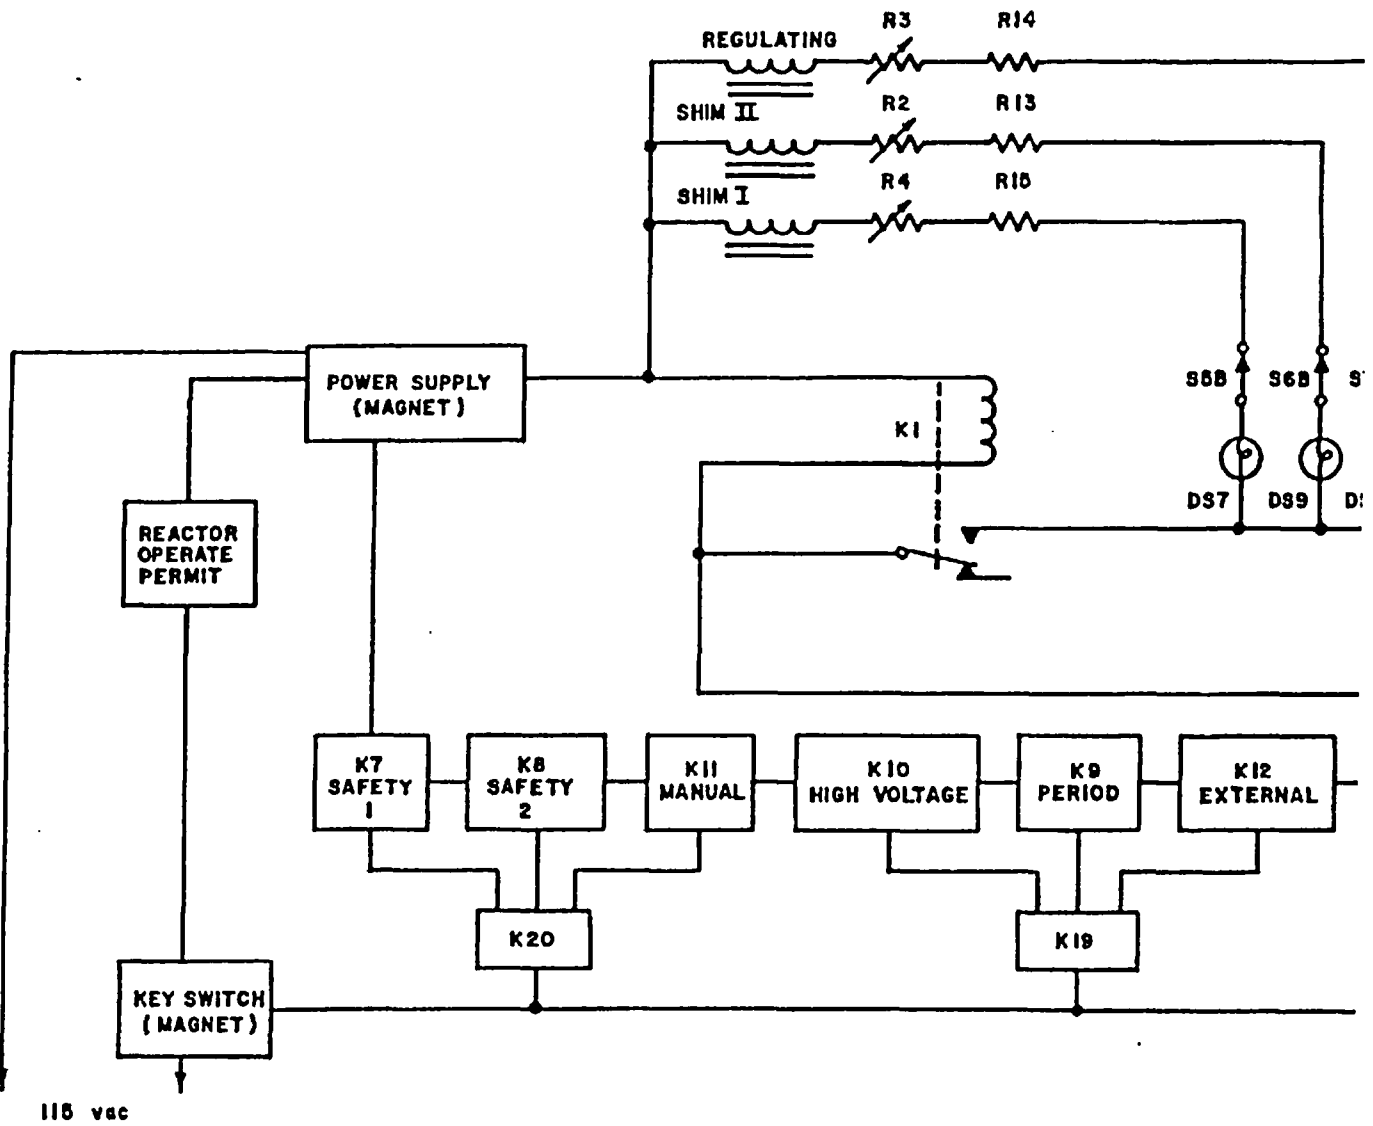 R3
R14
REGULATING
SHIM II
R2
R13
SHIM I
R4
R15
POWER SUPPLY
(MAGNET)
K1
S5B
S6B
DS7
DS9
REACTOR
OPERATE
PERMIT
K7
SAFETY
1
K8
SAFETY
2
K11
MANUAL
K10
HIGH VOLTAGE
K9
PERIOD
K12
EXTERNAL
K20
K19
KEY SWITCH
(MAGNET)
115 vac